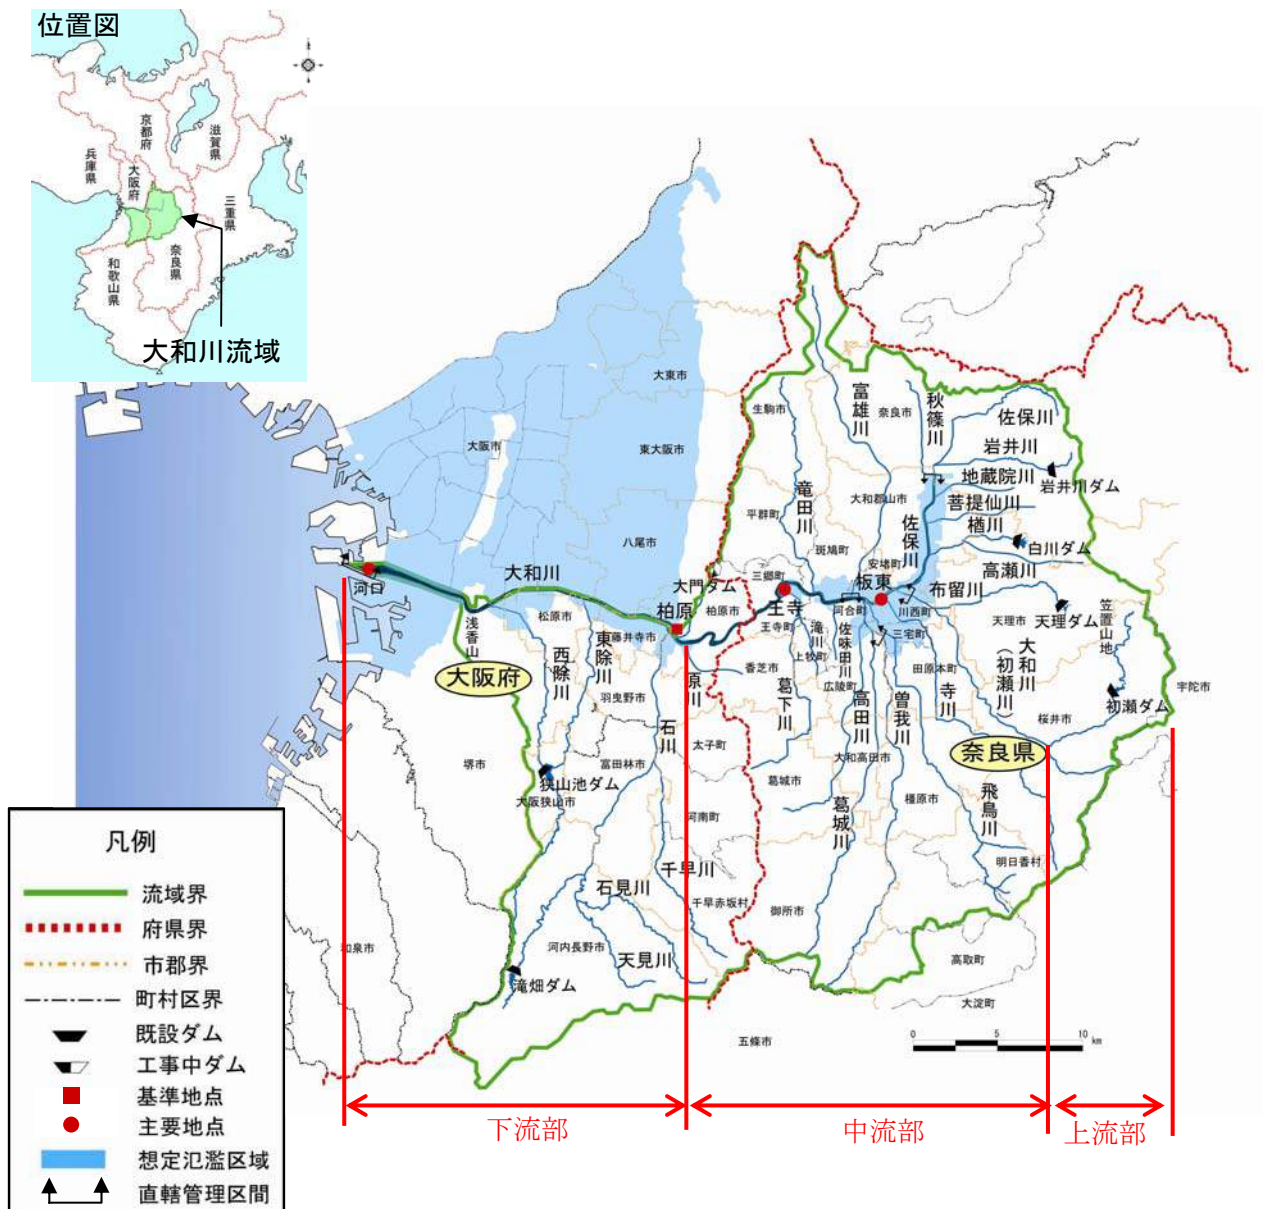 位置図
京都府
滋賀県
兵庫県
大阪府
三重県
奈良県
和歌山県
大和川流域
大東市
生駒市
富雄川
奈良市
秋篠川
佐保川
大阪市
東大阪市
岩井川
地蔵院川
岩井川ダム
竜田川
大和郡山市
菩提仙川
佐保川
楢川
平群町
八尾市
斑鳩町
白川ダム
安堵町
高瀬川
河口
大和川
大門ダム
三郷町
板東
布留川
柏原
柏原市
王寺
河合町
川西町
天理ダム
笠置山地
松原市
藤井寺市
王寺町
滝川
佐味田川
三宅町
天理市
浅香山
西除川
東除川
上牧町
大和川
(初瀬川)
大阪府
原川
香芝市
広陵町
田原本町
宇陀市
羽曳野市
葛下川
高田川
曽我川
寺川
初瀬ダム
石川
桜井市
太子町
奈良県
堺市
富田林市
大和高田市
狭山池ダム
葛城市
大阪狭山市
葛城川
橿原市
飛鳥川
河南町
千早川
明日香村
石見川
千早赤坂村
御所市
和泉市
河内長野市
天見川
高取町
滝畑ダム
大淀町
五條市
0 5 10
km
下流部
中流部
上流部
凡例
流域界
府県界
市郡界
町村区界
既設ダム
工事中ダム
基準地点
主要地点
想定氾濫区域
直轄管理区間